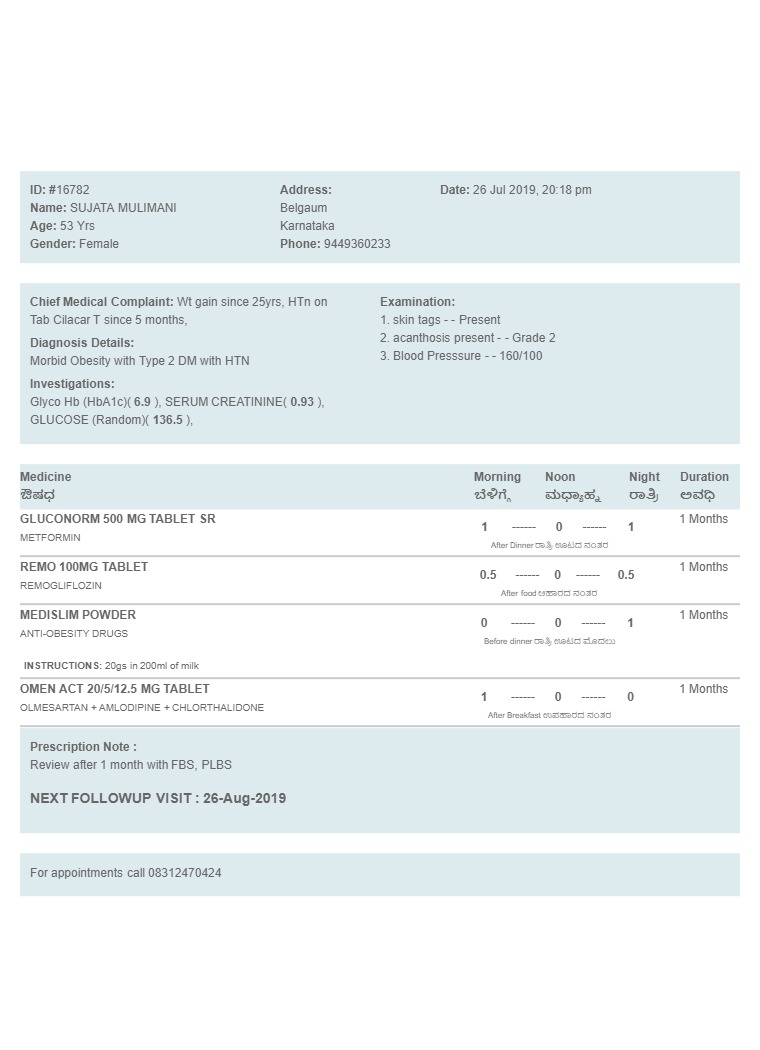 ID: #16782
Name: SUJATA MULIMANI
Age: 53 Yrs
Gender: Female
Address:
Belgaum
Karnataka
Phone: 9449360233
Date: 26 Jul 2019, 20:18 pm
Chief Medical Complaint: Wt gain since 25yrs, HTn on
Tab Cilacar T since 5 months,
Diagnosis Details:
Morbid Obesity with Type 2 DM with HTN
Investigations:
Glyco Hb (HbA1c)( 6.9 ), SERUM CREATININE( 0.93 ),
GLUCOSE (Random)( 136.5 ),
Examination:
1. skin tags - - Present
2. acanthosis present - - Grade 2
3. Blood Presssure - - 160/100
Medicine Morning Noon Night Duration
ಔಷಧ ಬೆಳಿಗ್ಗೆ ಮಧ್ಯಾಹ್ನ ರಾತ್ರಿ ಅವಧಿ
GLUCONORM 500 MG TABLET SR 1 ------ 0 ------ 1 1 Months
METFORMIN After Dinner ರಾತ್ರಿ ಊಟದ ನಂತರ
REMO 100MG TABLET 0.5 ------ 0 ------ 0.5 1 Months
REMOGLIFLOZIN After food ಆಹಾರದ ನಂತರ
MEDISLIM POWDER 0 ------ 0 ------ 1 1 Months
ANTI-OBESITY DRUGS Before dinner ರಾತ್ರಿ ಊಟದ ಮೊದಲು
INSTRUCTIONS: 20gs in 200ml of milk
OMEN ACT 20/5/12.5 MG TABLET 1 ------ 0 ------ 0 1 Months
OLMESARTAN + AMLODIPINE + CHLORTHALIDONE After Breakfast ಉಪಹಾರದ ನಂತರ
Prescription Note :
Review after 1 month with FBS, PLBS
NEXT FOLLOWUP VISIT : 26-Aug-2019
For appointments call 08312470424